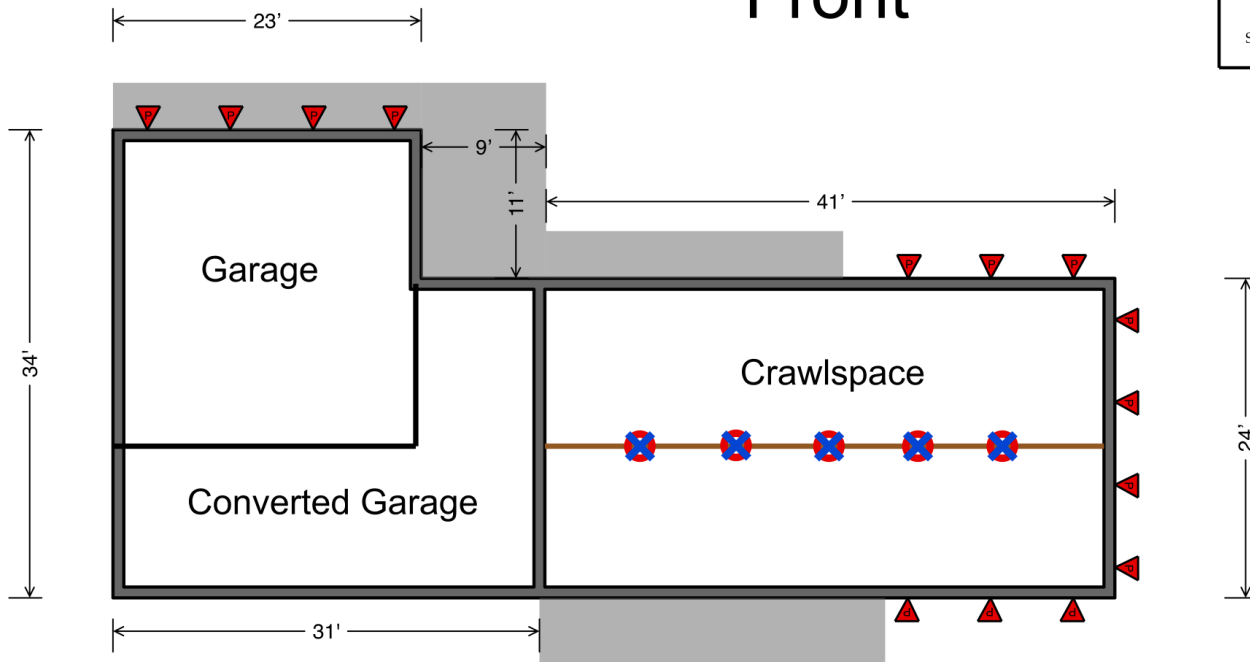 Front
23'
S
P
P
P
P
9'
11'
41'
Garage
P
P
P
34'
P
Crawlspace
P
24'
Converted Garage
P
P
P
P
P
31'